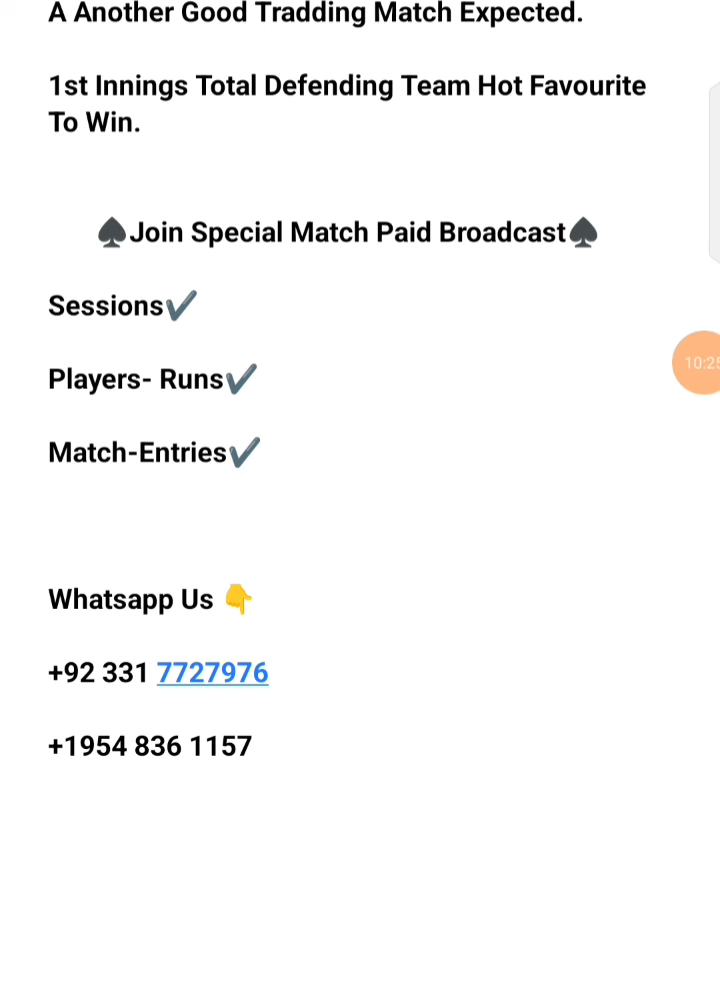 A Another Good Tradding Match Expected.
1st Innings Total Defending Team Hot Favourite
To Win.
♠️Join Special Match Paid Broadcast♠️
Sessions✔️
Players- Runs✔️
Match-Entries✔️
Whatsapp Us 👇
+92 331 7727976
+1954 836 1157